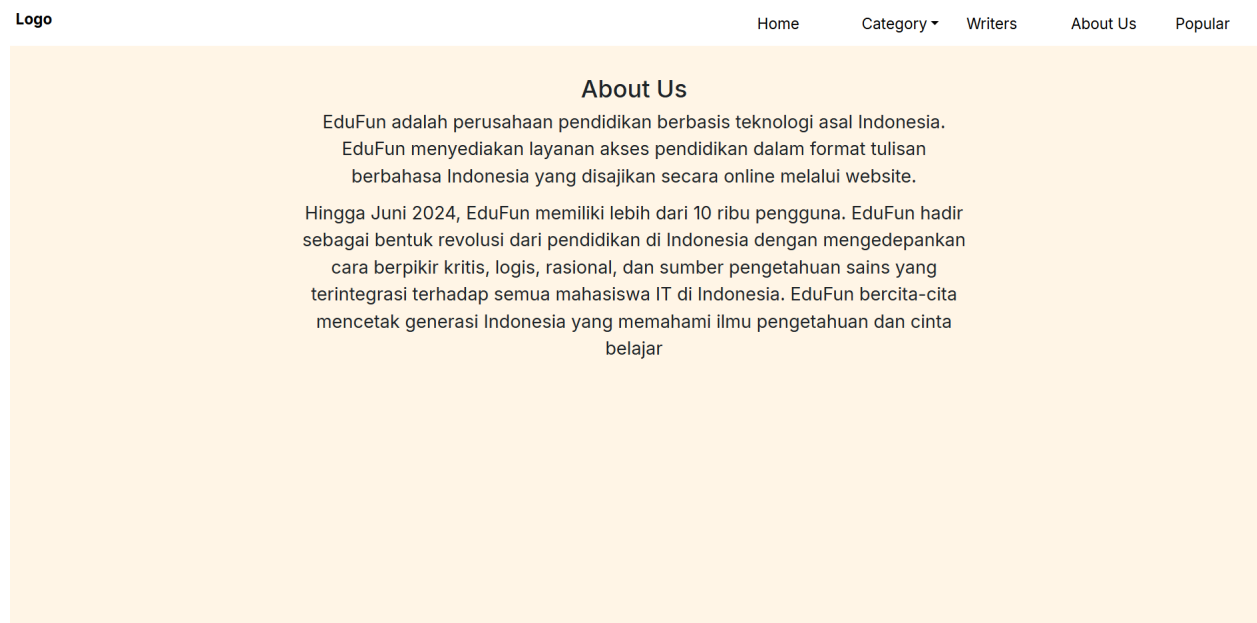 Logo
Home Category Writers About Us Popular
About Us
EduFun adalah perusahaan pendidikan berbasis teknologi asal Indonesia.
EduFun menyediakan layanan akses pendidikan dalam format tulisan
berbahasa Indonesia yang disajikan secara online melalui website.
Hingga Juni 2024, EduFun memiliki lebih dari 10 ribu pengguna. EduFun hadir
sebagai bentuk revolusi dari pendidikan di Indonesia dengan mengedepankan
cara berpikir kritis, logis, rasional, dan sumber pengetahuan sains yang
terintegrasi terhadap semua mahasiswa IT di Indonesia. EduFun bercita-cita
mencetak generasi Indonesia yang memahami ilmu pengetahuan dan cinta
belajar